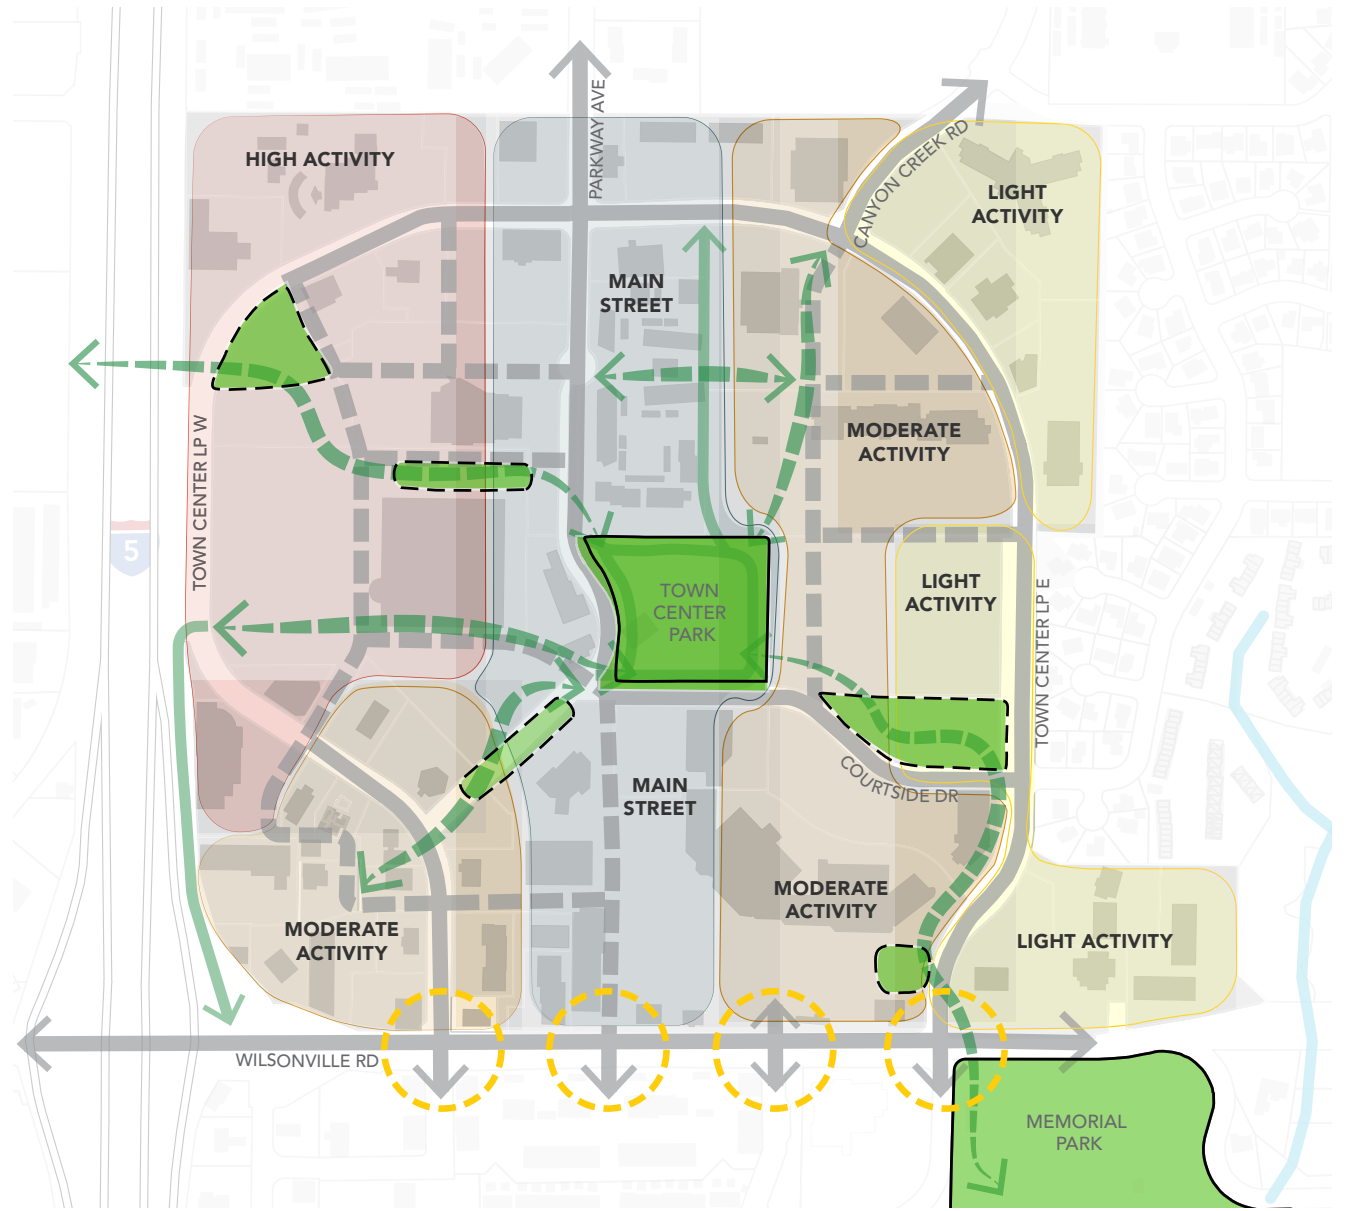 PARKWAY AVE
CANYON CREEK RD
HIGH ACTIVITY
LIGHT
ACTIVITY
MAIN
STREET
MODERATE
ACTIVITY
TOWN CENTER LP W
5
TOWN
CENTER
PARK
LIGHT
ACTIVITY
TOWN CENTER LP E
COURTSIDE DR
MAIN
STREET
MODERATE
ACTIVITY
MODERATE
ACTIVITY
LIGHT ACTIVITY
WILSONVILLE RD
MEMORIAL
PARK